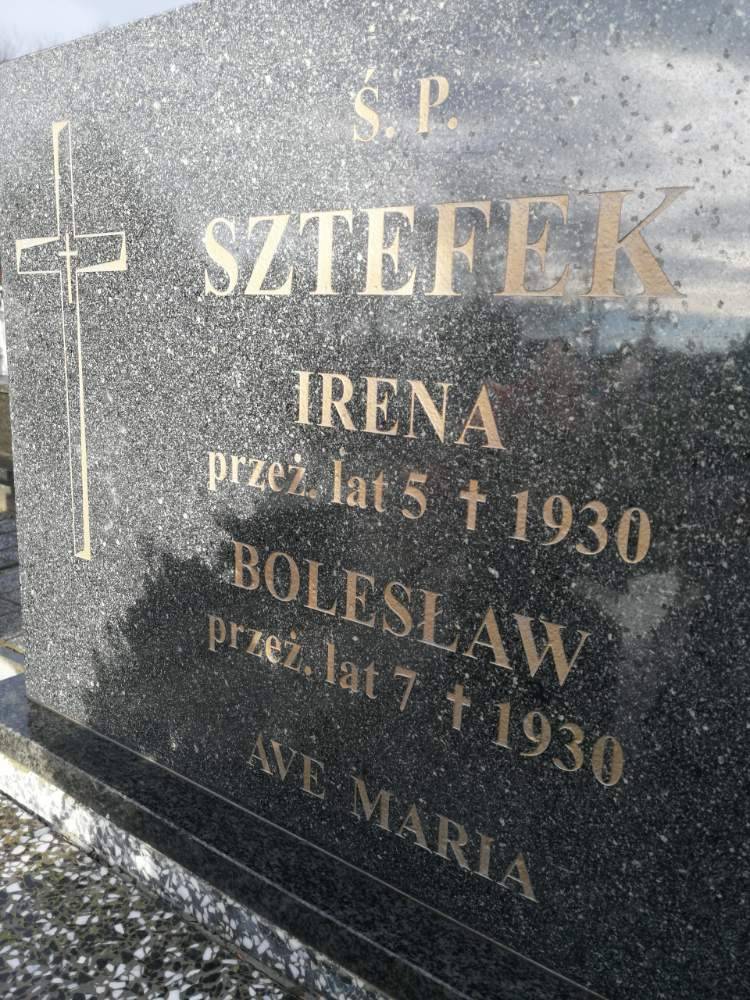 Ś. P.
SZTEFEK
IRENA
przeż. lat 5 ✝ 1930
BOLESŁAW
przeż. lat 7 ✝ 1930
AVE MARIA